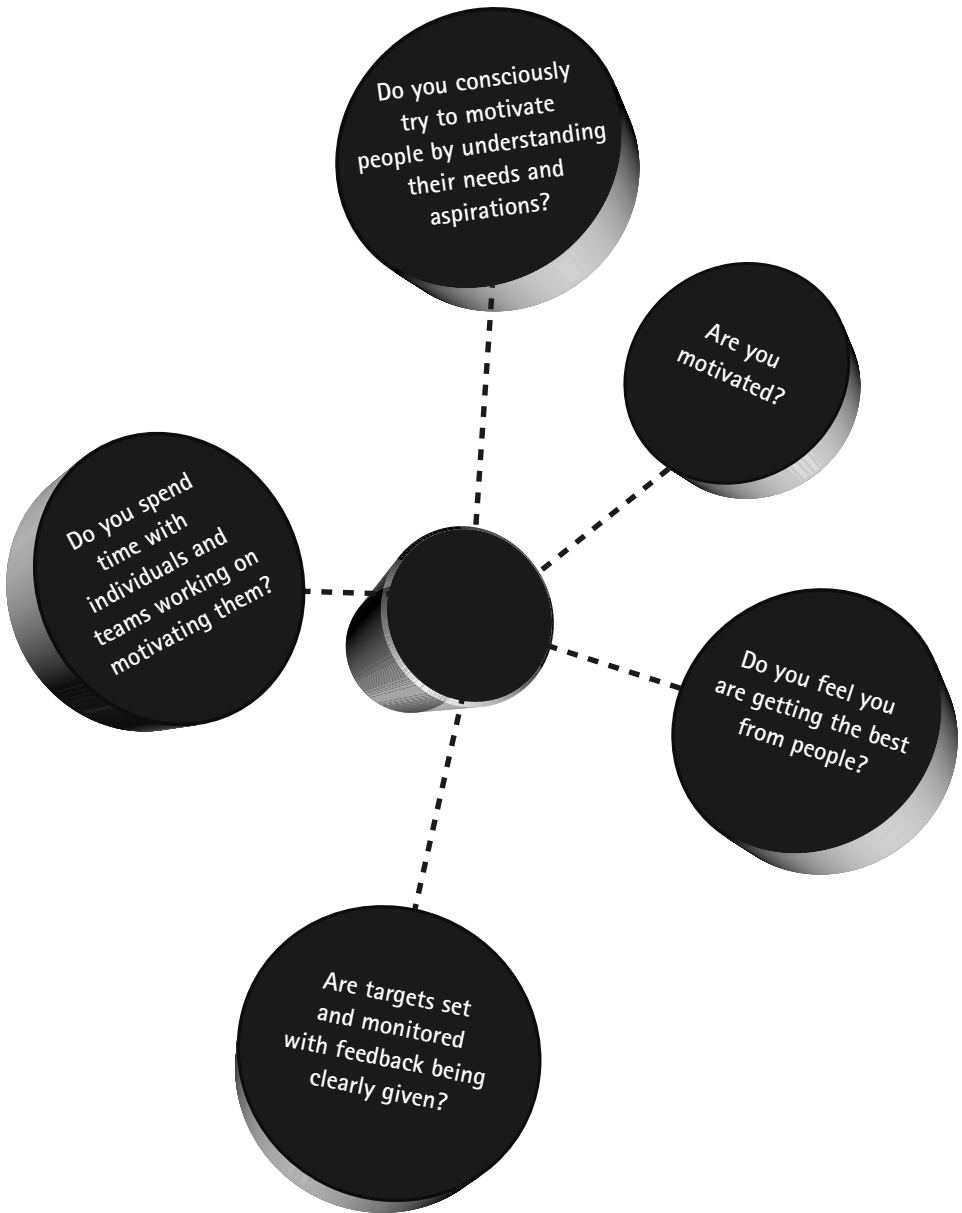 Do you consciously
try to motivate
people by understanding
their needs and
aspirations?
Are you
motivated?
Do you spend
time with
individuals and
teams working on
motivating them?
Do you feel you
are getting the best
from people?
Are targets set
and monitored
with feedback being
clearly given?